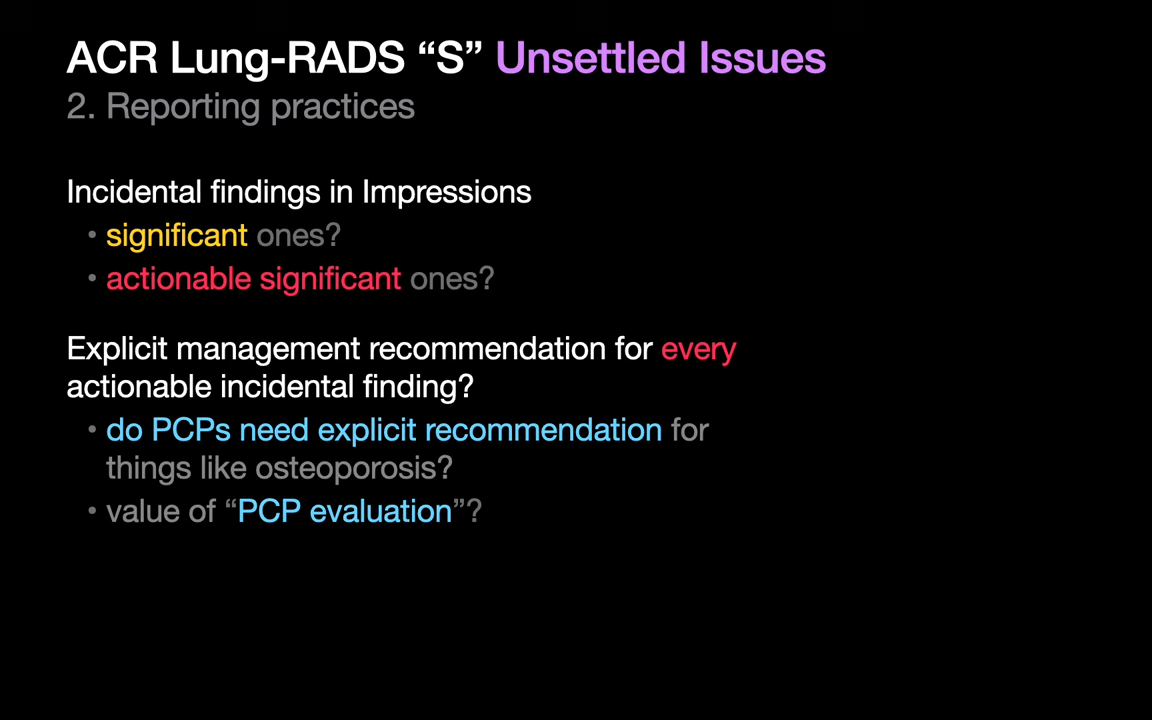 ACR Lung-RADS “S” Unsettled Issues
2. Reporting practices
Incidental findings in Impressions
• significant ones?
• actionable significant ones?
Explicit management recommendation for every
actionable incidental finding?
• do PCPs need explicit recommendation for
things like osteoporosis?
• value of “PCP evaluation”?